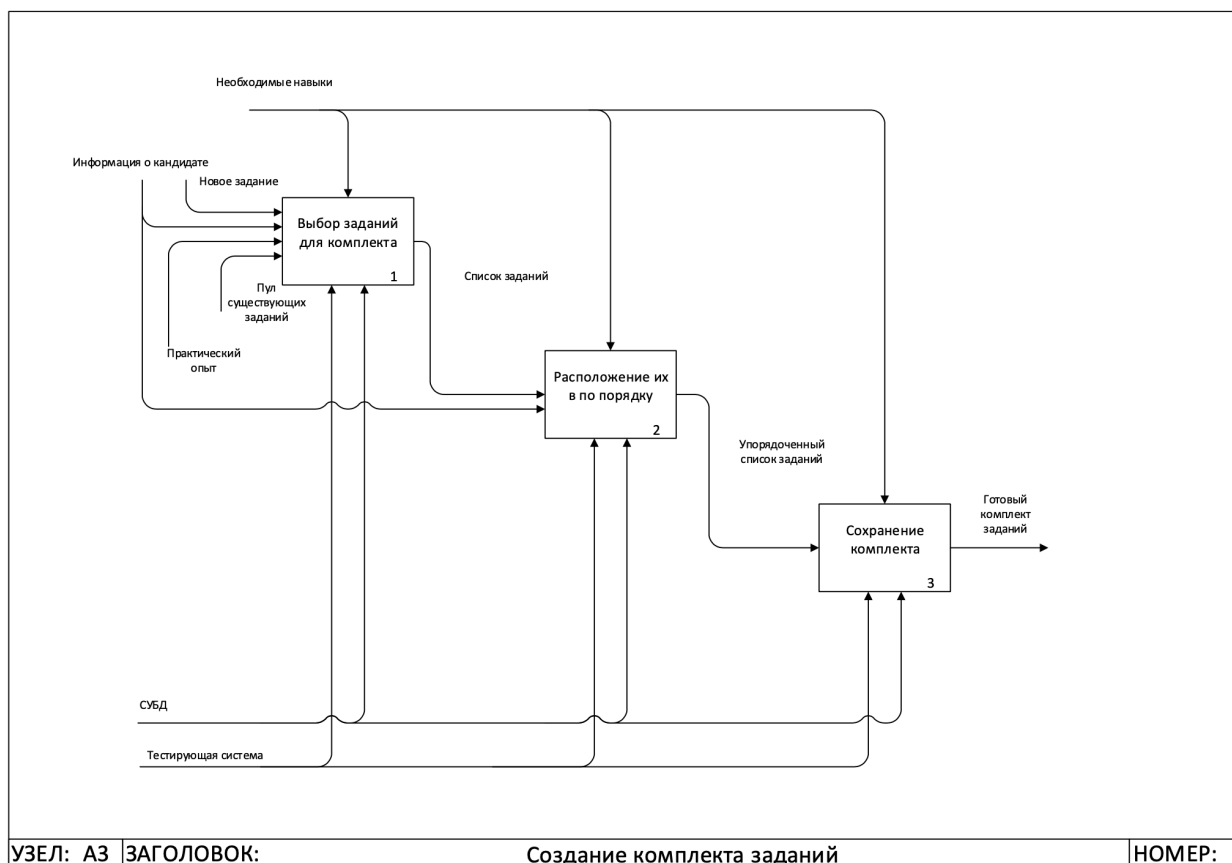 Необходимые навыки
Информация о кандидате
Новое задание
Выбор заданий
для комплекта
1
Пул
существующих
заданий
Практический
опыт
Список заданий
Расположение их
в по порядку
2
Упорядоченный
список заданий
Сохранение
комплекта
3
Готовый
комплект
заданий
СУБД
Тестирующая система
УЗЕЛ: А3 ЗАГОЛОВОК: Создание комплекта заданий НОМЕР: